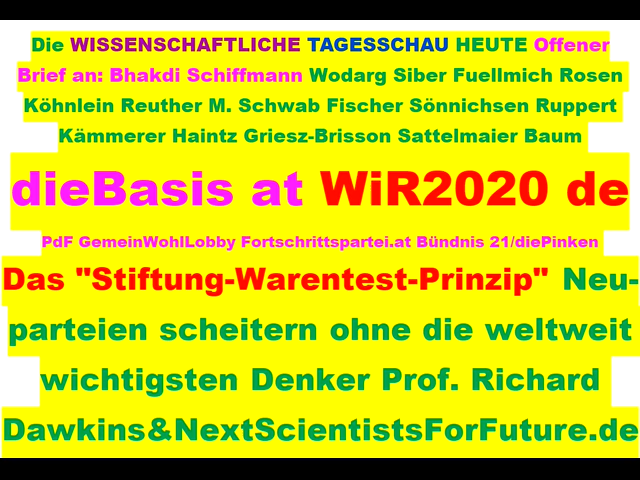 Die WISSENSCHAFTLICHE TAGESSCHAU HEUTE Offener
Brief an: Bhakdi Schiffmann Wodarg Siber Fuellmich Rosen
Köhnlein Reuther M. Schwab Fischer Sönnichsen Ruppert
Kämmerer Haintz Griesz-Brisson Sattelmaier Baum
dieBasis at WiR2020 de
PdF GemeinWohlLobby Fortschrittspartei.at Bündnis 21/diePinken
Das "Stiftung-Warentest-Prinzip" Neu-
parteien scheitern ohne die weltweit
wichtigsten Denker Prof. Richard
Dawkins&NextScientistsForFuture.de